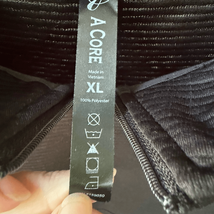 A CORE
Made in
Vietnam
XL
100% Polyester